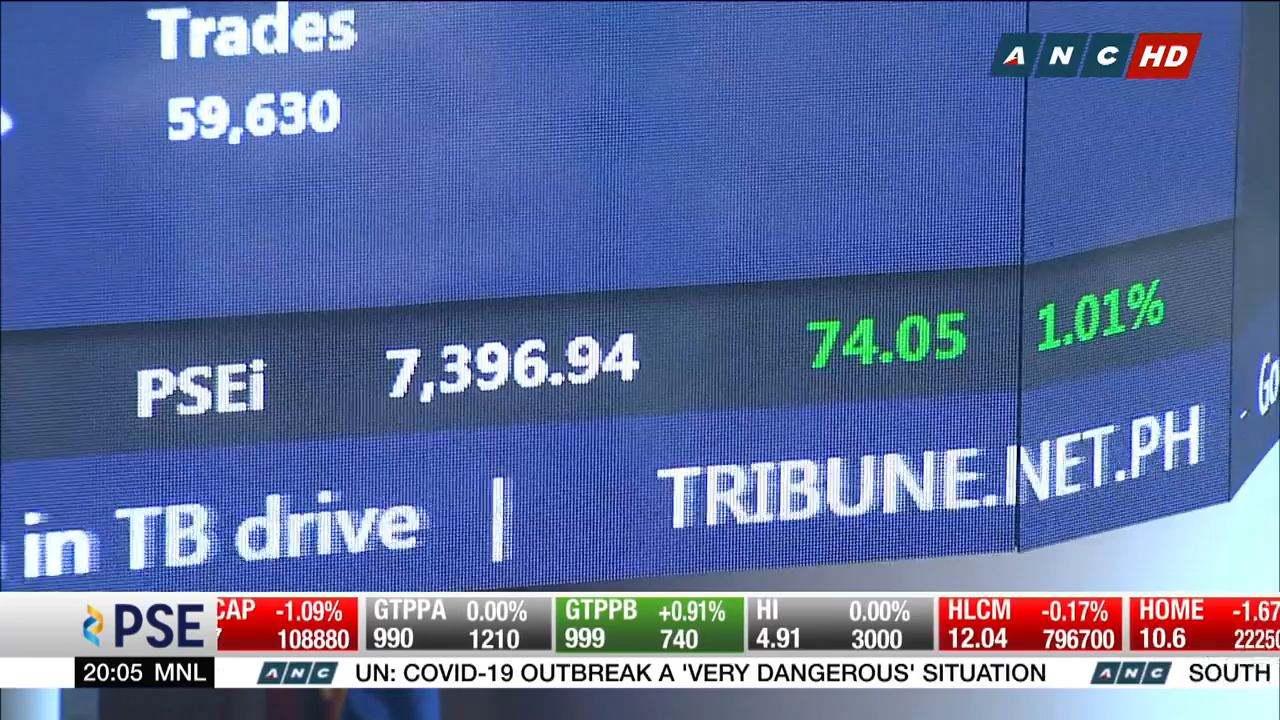 Trades
59,630
ANC HD
PSEi 7,396.94 74.05 1.01%
in TB drive | TRIBUNE.NET.PH
PSE
CAP -1.09% 108880
GTPPA 0.00%
990 1210
GTPPB +0.91%
999 740
HI 0.00%
4.91 3000
HLCM -0.17%
12.04 796700
HOME -1.67
10.6 2225
20:05 MNL
ANC UN: COVID-19 OUTBREAK A 'VERY DANGEROUS' SITUATION ANC SOUTH